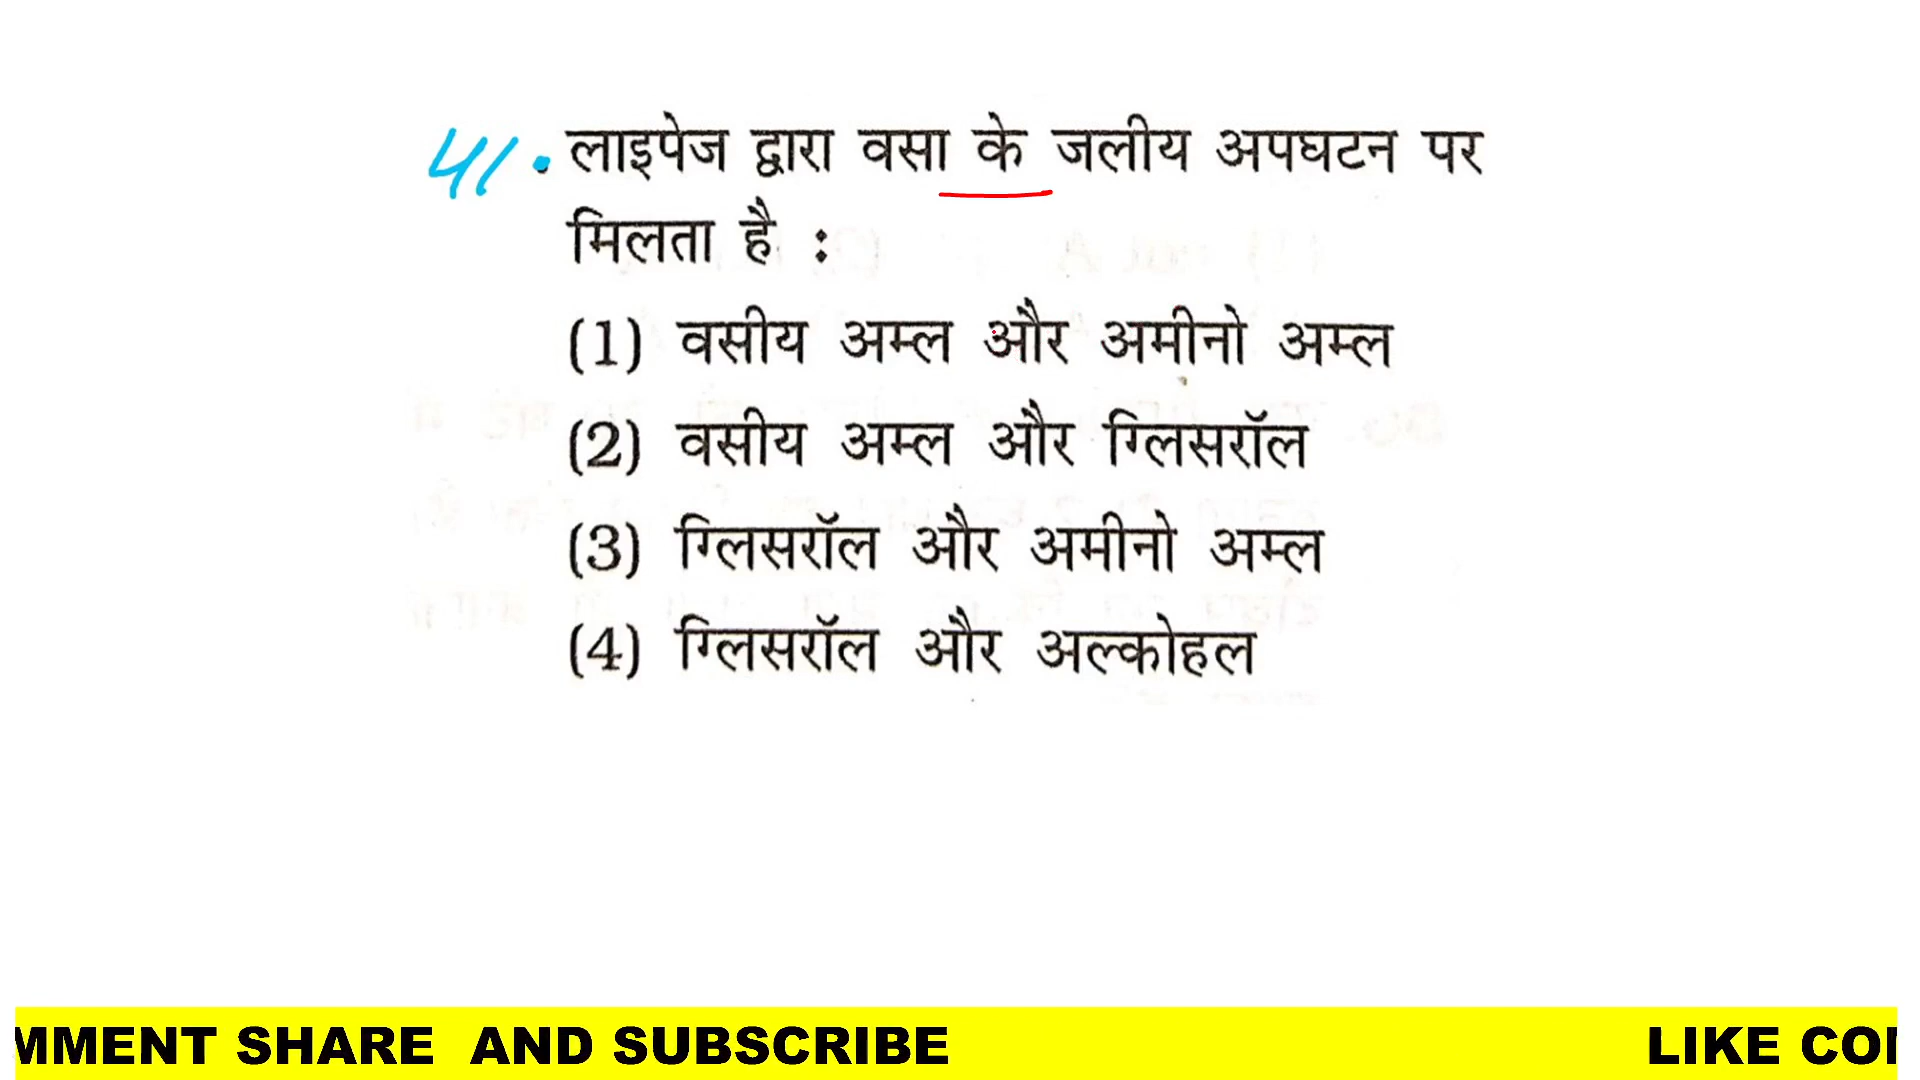 41. लाइपेज द्वारा वसा के जलीय अपघटन पर
मिलता है :
(1) वसीय अम्ल और अमीनो अम्ल
(2) वसीय अम्ल और ग्लिसरॉल
(3) ग्लिसरॉल और अमीनो अम्ल
(4) ग्लिसरॉल और अल्कोहल
MMENT SHARE AND SUBSCRIBE LIKE COM